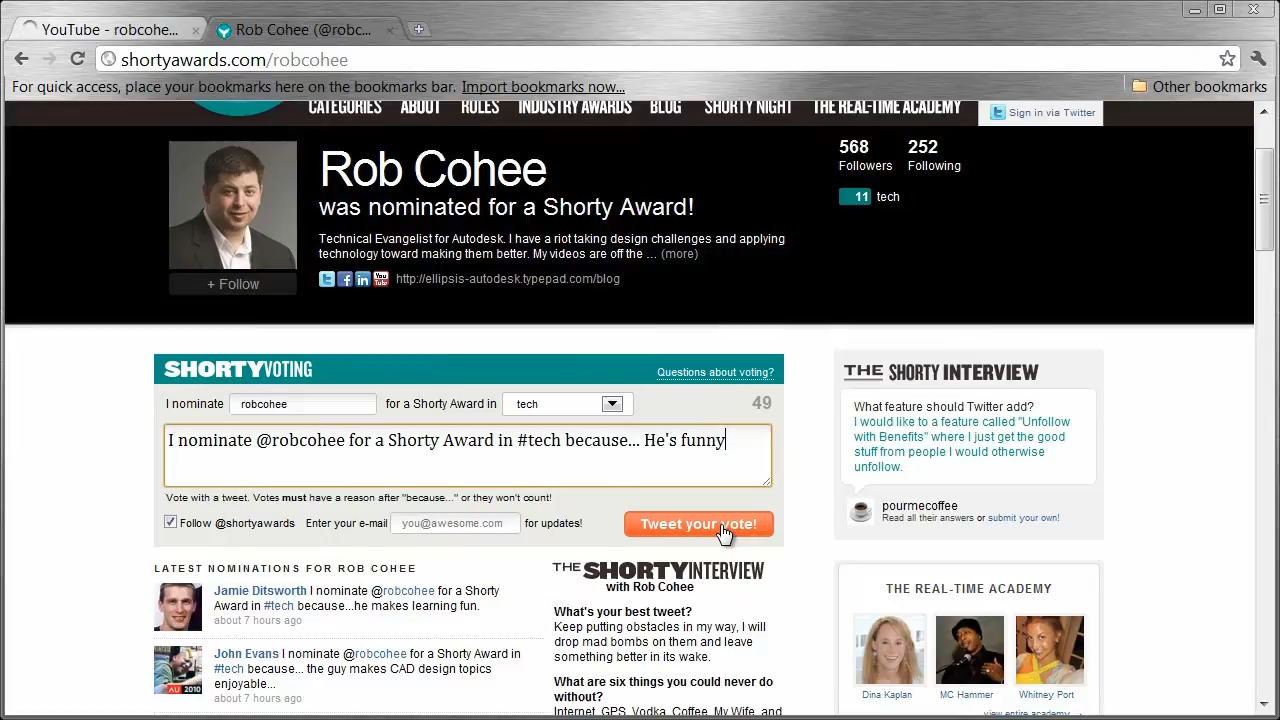 YouTube - robcohe...
Rob Cohee (@robc...
shortyawards.com/robcohee
For quick access, place your bookmarks here on the bookmarks bar. Import bookmarks now...
Other bookmarks
CATEGORIES ABOUT RULES INDUSTRY AWARDS BLOG SHORTY NIGHT THE REAL-TIME ACADEMY
Sign in via Twitter
Rob Cohee
was nominated for a Shorty Award!
Technical Evangelist for Autodesk. I have a riot taking design challenges and applying
technology toward making them better. My videos are off the ... (more)
http://ellipsis-autodesk.typepad.com/blog
+ Follow
568 252
Followers Following
11 tech
SHORTYVOTING
Questions about voting?
I nominate robcohee for a Shorty Award in tech 49
I nominate @robcohee for a Shorty Award in #tech because... He's funny
Vote with a tweet. Votes must have a reason after "because..." or they won't count!
Follow @shortyawards Enter your e-mail you@awesome.com for updates! Tweet your vote!
LATEST NOMINATIONS FOR ROB COHEE
Jamie Ditsworth I nominate @robcohee for a Shorty
Award in #tech because...he makes learning fun.
about 7 hours ago
John Evans I nominate @robcohee for a Shorty Award in
#tech because... the guy makes CAD design topics
enjoyable...
about 7 hours ago
AU 2010
THE SHORTY INTERVIEW
with Rob Cohee
What's your best tweet?
Keep putting obstacles in my way, I will
drop mad bombs on them and leave
something better in its wake.
What are six things you could never do
without?
Internet, GPS, Vodka, Coffee, My Wife, and
THE SHORTY INTERVIEW
What feature should Twitter add?
I would like to a feature called "Unfollow
with Benefits" where I just get the good
stuff from people I would otherwise
unfollow.
pourmecoffee
Read all their answers or submit your own!
THE REAL-TIME ACADEMY
Dina Kaplan MC Hammer Whitney Port
view entire academy